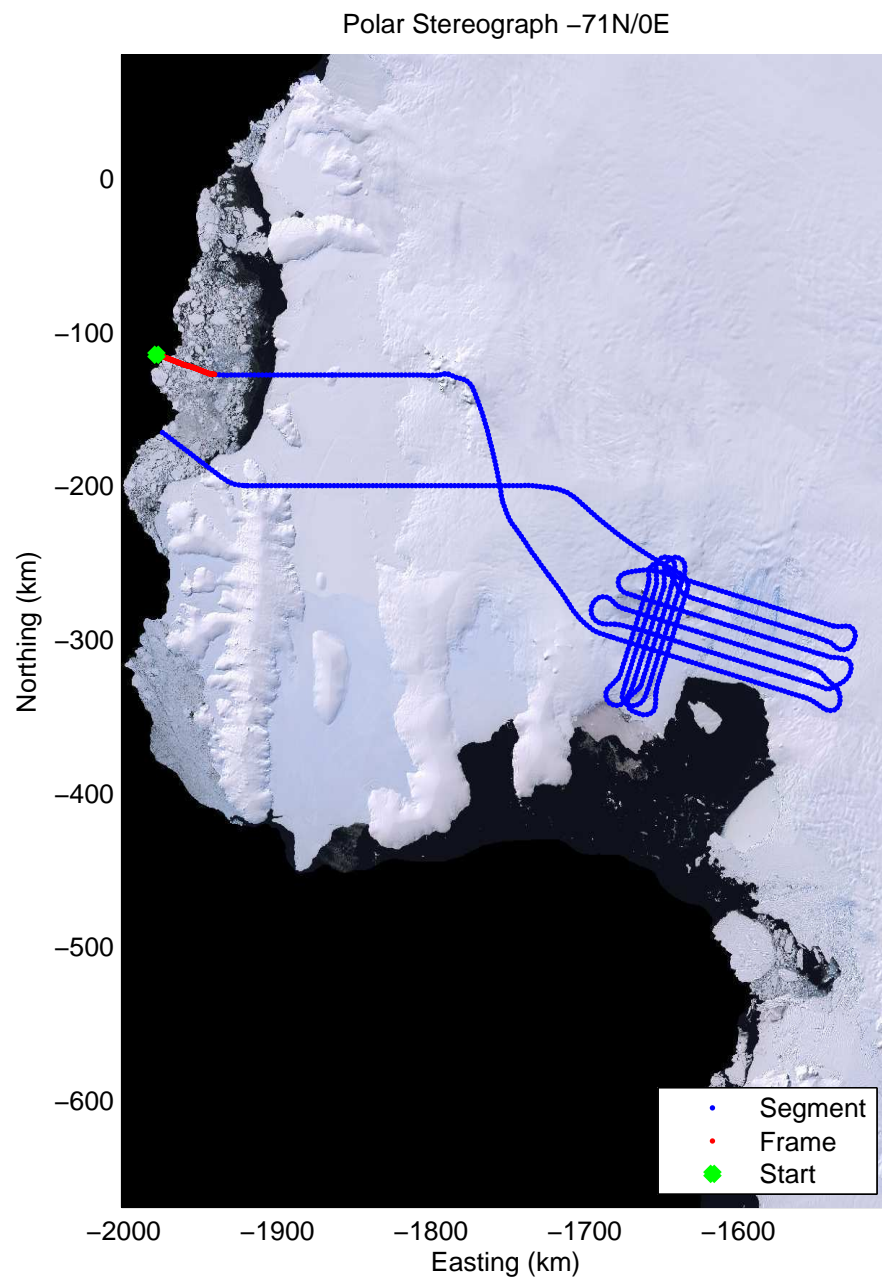 Polar Stereograph −71N/0E
0
−100
−200
−300
−400
−500
−600
Northing (km)
−2000 −1900 −1800 −1700 −1600
Easting (km)
Segment
Frame
Start